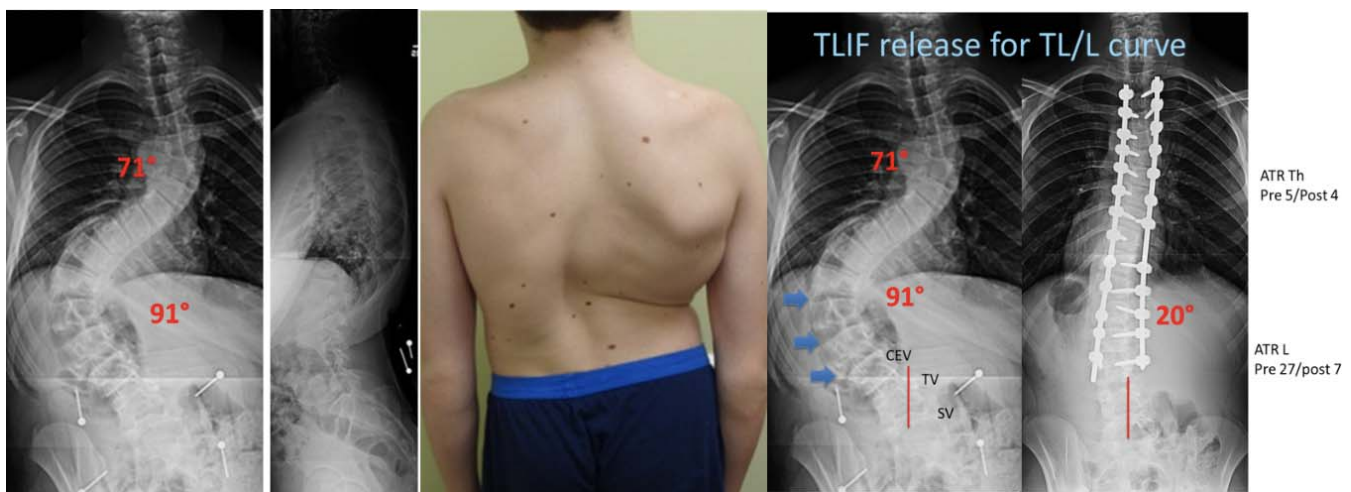 71°
91°
TLIF release for TL/L curve
71°
91°
CEV
TV
SV
20°
ATR Th
Pre 5/Post 4
ATR L
Pre 27/post 7